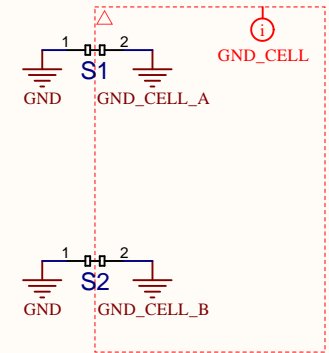 i
GND_CELL
1 2
S1
GND GND_CELL_A
1 2
S2
GND GND_CELL_B